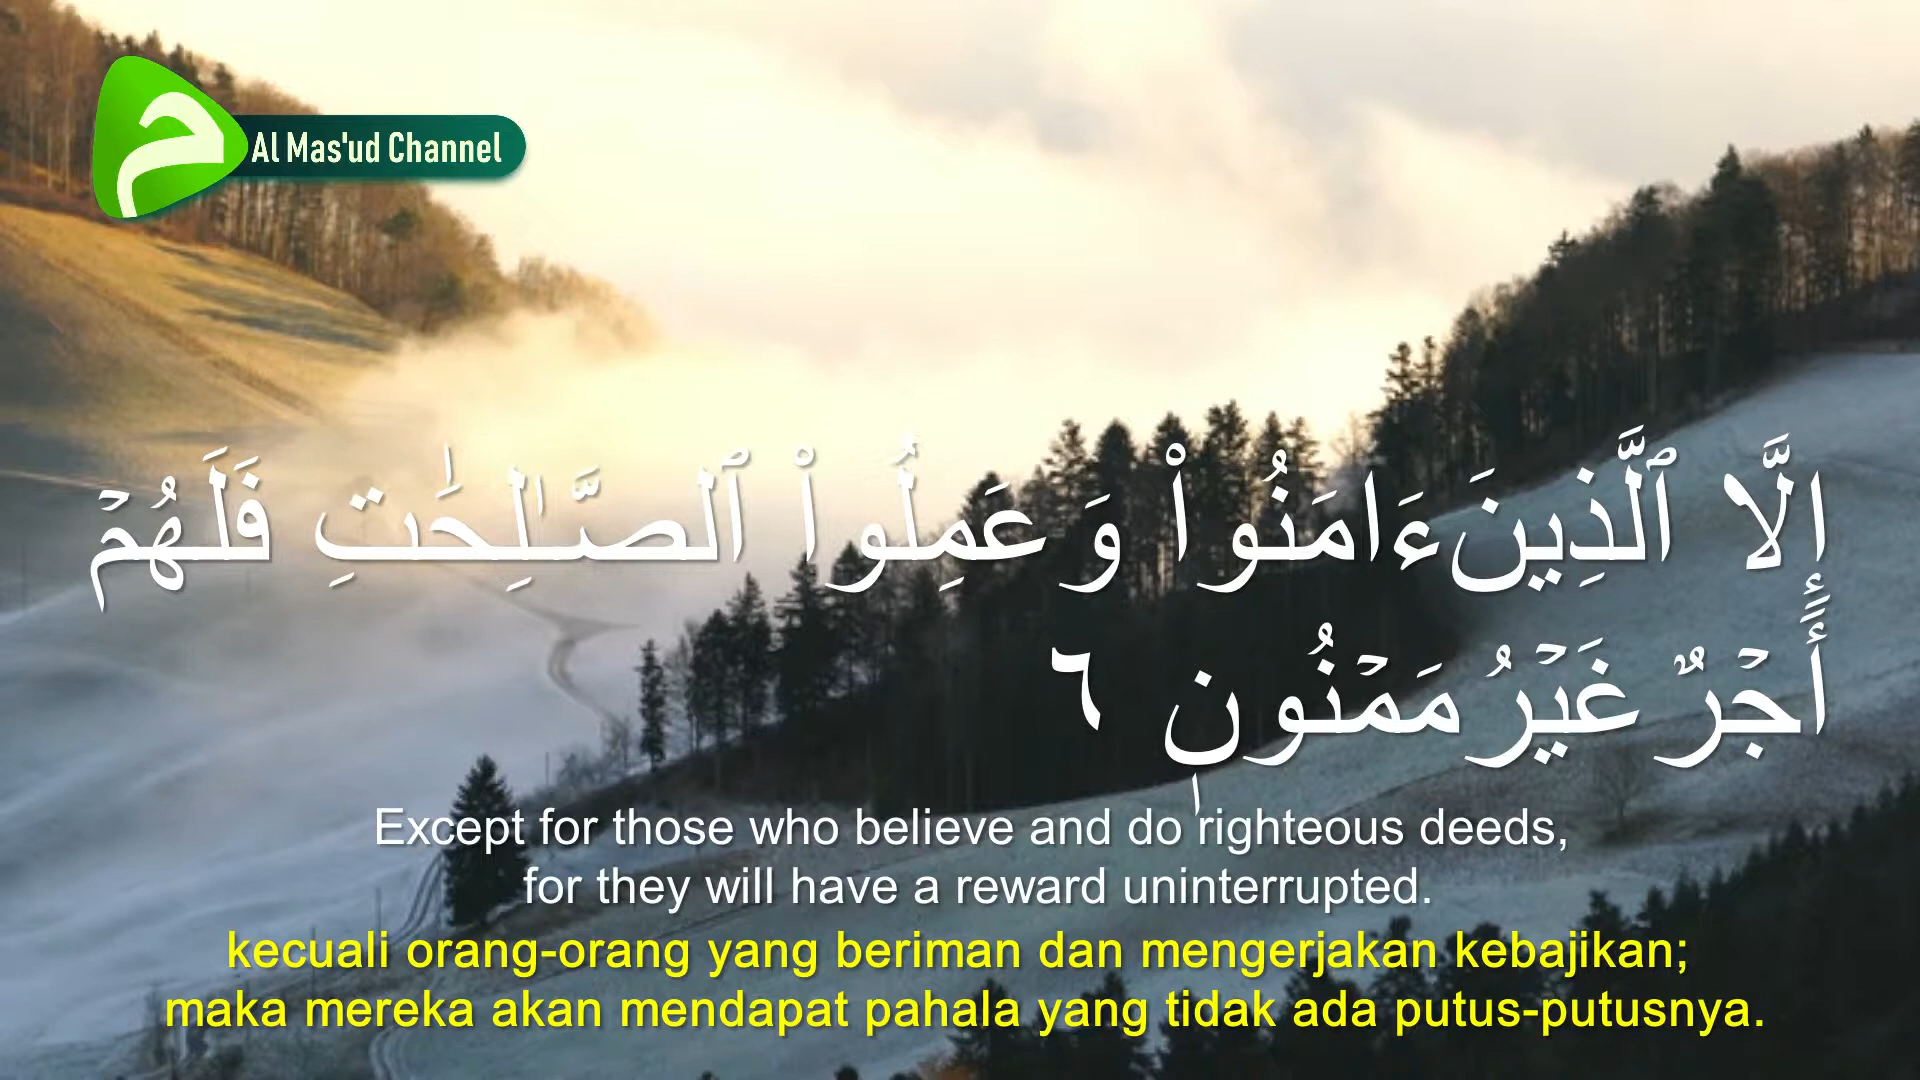 Al Mas'ud Channel
إِلَّا ٱلَّذِينَ ءَامَنُوا۟ وَعَمِلُوا۟ ٱلصَّـٰلِحَـٰتِ فَلَهُمۡ
أَجۡرٌ غَيۡرُ مَمۡنُونٍ ٦
Except for those who believe and do righteous deeds,
for they will have a reward uninterrupted.
kecuali orang-orang yang beriman dan mengerjakan kebajikan;
maka mereka akan mendapat pahala yang tidak ada putus-putusnya.